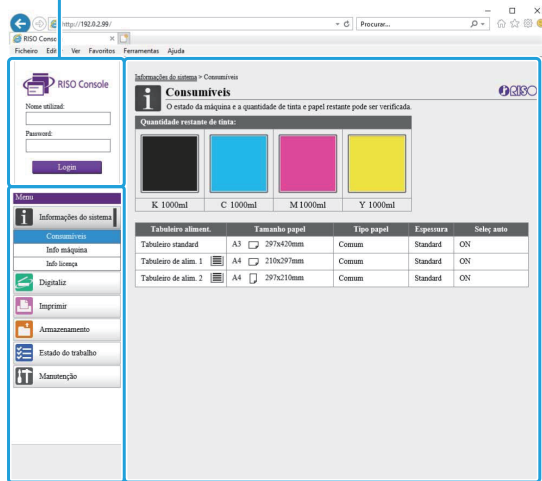 http://192.0.2.99/
Procurar...
RISO Conso
Ficheiro Edit Ver Favoritos Ferramentas Ajuda
RISO Console
Nome utilizad:
Password:
Login
Menu
Informações do sistema
Consumíveis
Info máquina
Info licença
Digitaliz
Imprimir
Armazenamento
Estado do trabalho
Manutenção
Informações do sistema > Consumíveis
Consumíveis
RISO
O estado da máquina e a quantidade de tinta e papel restante pode ser verificada.
Quantidade restante de tinta:
K 1000ml C 1000ml M 1000ml Y 1000ml
Tabuleiro aliment. Tamanho papel Tipo papel Espessura Seleç auto
Tabuleiro standard A3 297x420mm Comum Standard ON
Tabuleiro de alim. 1 A4 210x297mm Comum Standard ON
Tabuleiro de alim. 2 A4 297x210mm Comum Standard ON